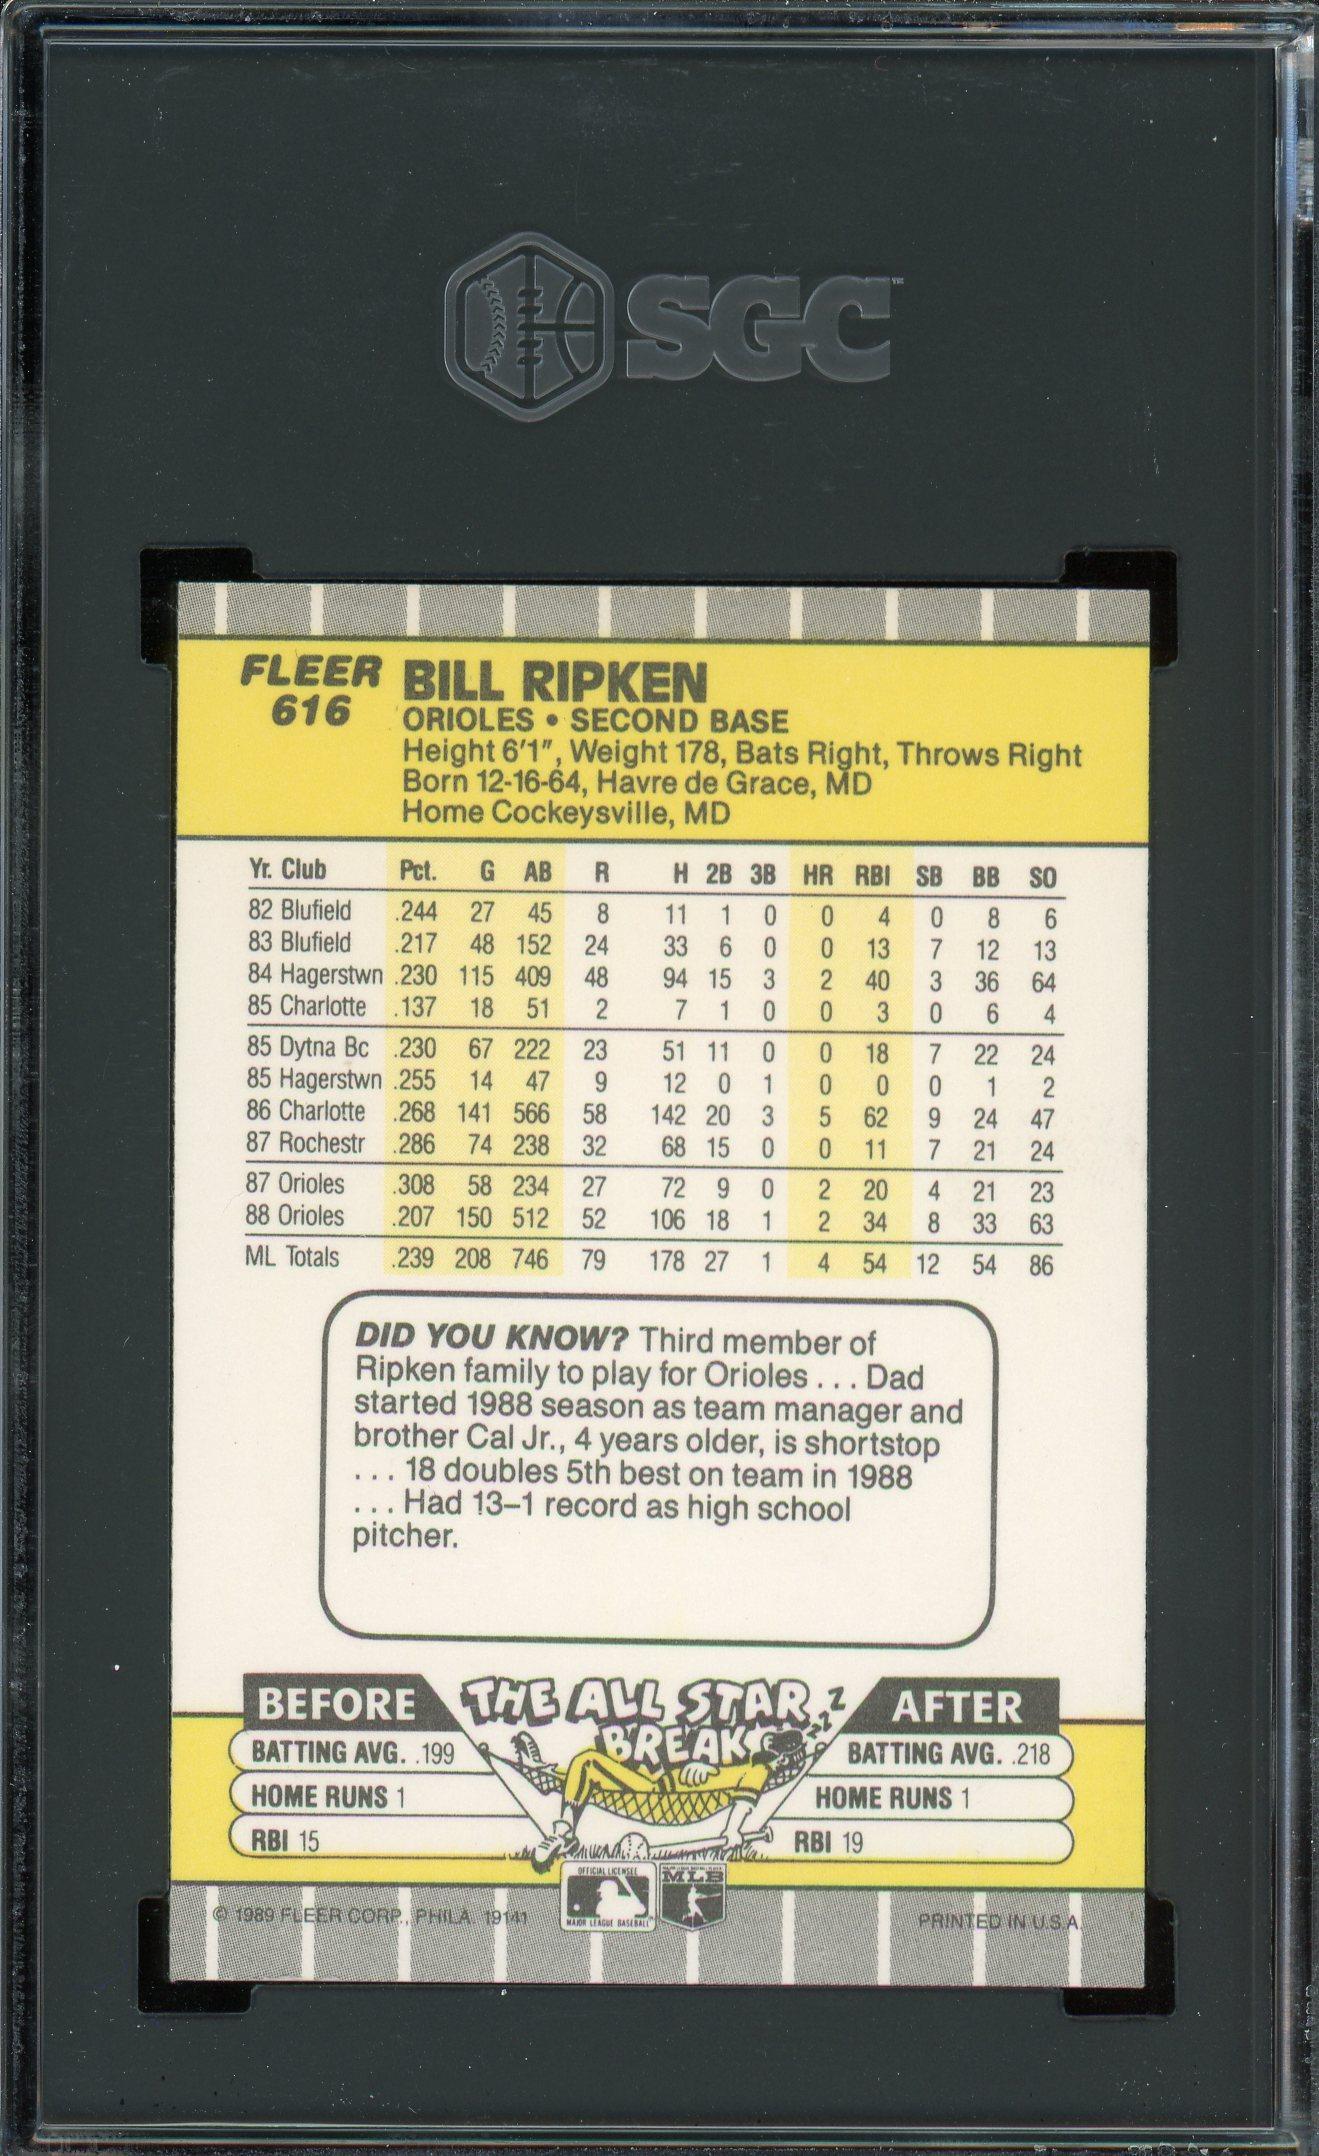 SGC™
FLEER
616
BILL RIPKEN
ORIOLES • SECOND BASE
Height 6'1", Weight 178, Bats Right, Throws Right
Born 12-16-64, Havre de Grace, MD
Home Cockeysville, MD
Yr. Club Pct. G AB R H 2B 3B HR RBI SB BB SO
82 Blufield .244 27 45 8 11 1 0 0 4 0 8 6
83 Blufield .217 48 152 24 33 6 0 0 13 7 12 13
84 Hagerstwn .230 115 409 48 94 15 3 2 40 3 36 64
85 Charlotte .137 18 51 2 7 1 0 0 3 0 6 4
85 Dytna Bc .230 67 222 23 51 11 0 0 18 7 22 24
85 Hagerstwn .255 14 47 9 12 0 1 0 0 0 1 2
86 Charlotte .268 141 566 58 142 20 3 5 62 9 24 47
87 Rochestr .286 74 238 32 68 15 0 0 11 7 21 24
87 Orioles .308 58 234 27 72 9 0 2 20 4 21 23
88 Orioles .207 150 512 52 106 18 1 2 34 8 33 63
ML Totals .239 208 746 79 178 27 1 4 54 12 54 86
DID YOU KNOW? Third member of
Ripken family to play for Orioles . . . Dad
started 1988 season as team manager and
brother Cal Jr., 4 years older, is shortstop
. . . 18 doubles 5th best on team in 1988
. . . Had 13–1 record as high school
pitcher.
BEFORE
BATTING AVG. .199
HOME RUNS 1
RBI 15
THE ALL STAR
BREAK
ZZZ
AFTER
BATTING AVG. .218
HOME RUNS 1
RBI 19
OFFICIAL LICENSEE
MAJOR LEAGUE BASEBALL™
MLB
© 1989 FLEER CORP., PHILA. 19141
PRINTED IN U.S.A.